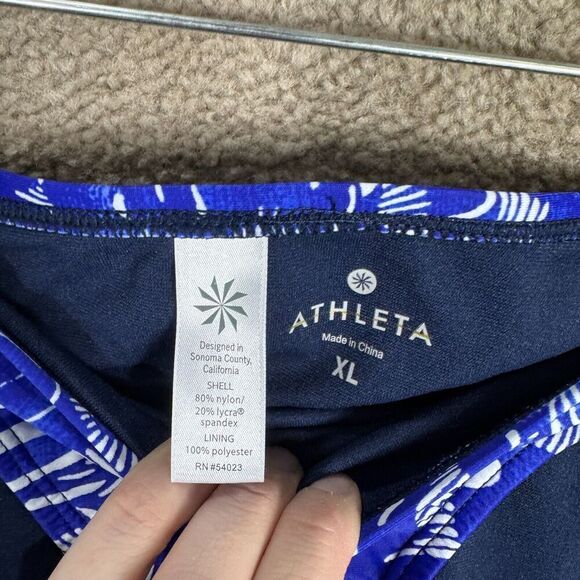 Designed in
Sonoma County,
California
SHELL
80% nylon/
20% lycra®
spandex
LINING
100% polyester
RN #54023
ATHLETA
Made in China
XL